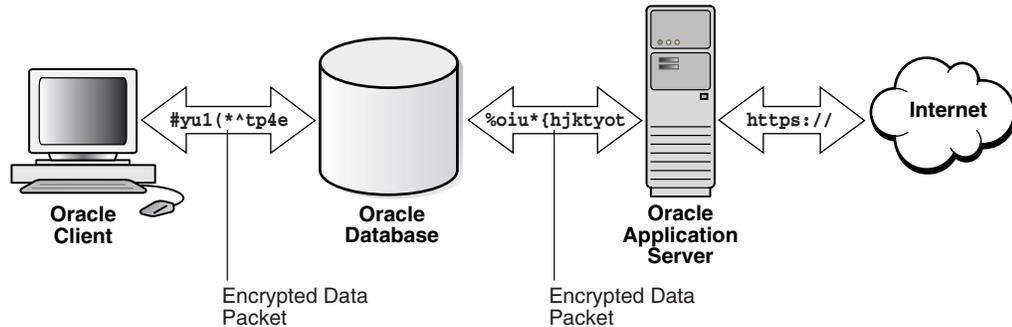 #yu1(*^tp4e
%oiu*{hjktyot
https://
Internet
Oracle
Client
Oracle
Database
Oracle
Application
Server
Encrypted Data
Packet
Encrypted Data
Packet